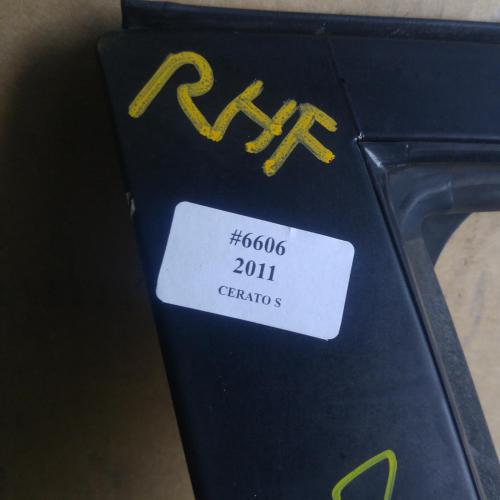 RHF
#6606
2011
CERATO S